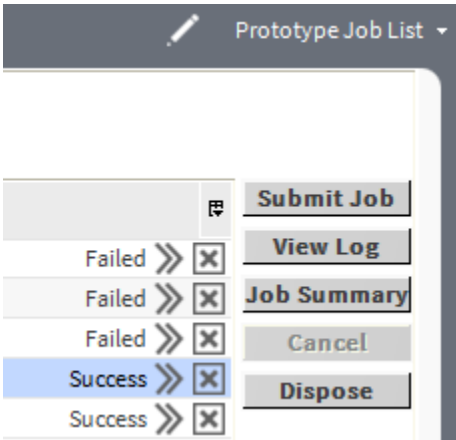 Prototype Job List
Submit Job
View Log
Failed
Job Summary
Failed
Failed
Cancel
Success
Dispose
Success